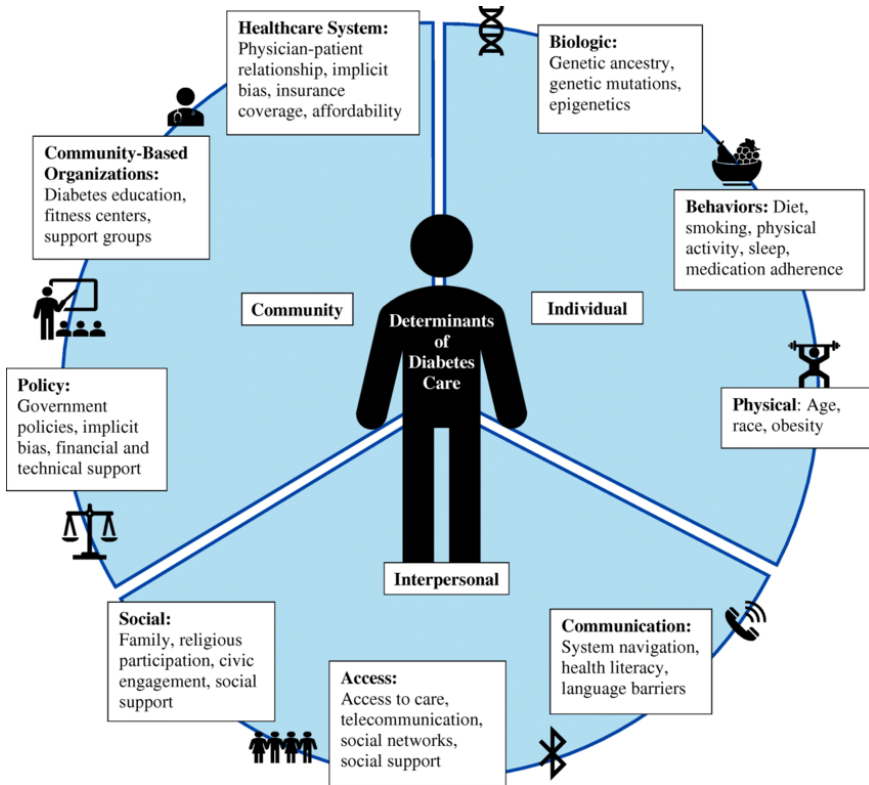 Healthcare System:
Physician-patient
relationship, implicit
bias, insurance
coverage, affordability
Biologic:
Genetic ancestry,
genetic mutations,
epigenetics
Community-Based
Organizations:
Diabetes education,
fitness centers,
support groups
Behaviors: Diet,
smoking, physical
activity, sleep,
medication adherence
Community
Individual
Determinants
of
Diabetes
Care
Policy:
Government
policies, implicit
bias, financial and
technical support
Physical: Age,
race, obesity
Interpersonal
Social:
Family, religious
participation, civic
engagement, social
support
Access:
Access to care,
telecommunication,
social networks,
social support
Communication:
System navigation,
health literacy,
language barriers